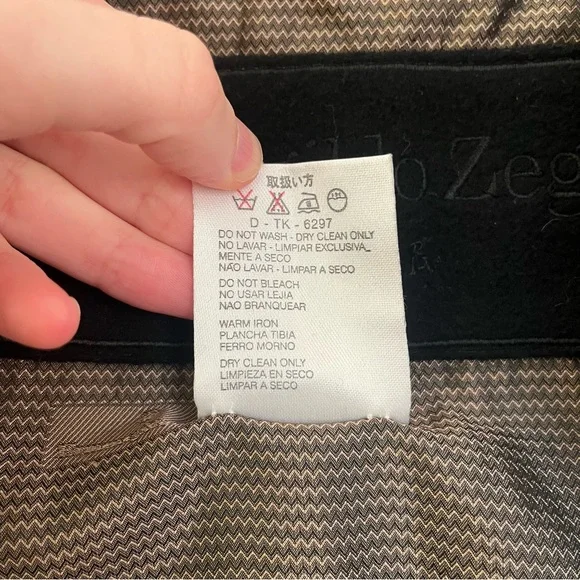 取扱い方
D - TK - 6297
DO NOT WASH - DRY CLEAN ONLY
NO LAVAR - LIMPIAR EXCLUSIVA_
MENTE A SECO
NÃO LAVAR - LIMPAR A SECO
DO NOT BLEACH
NO USAR LEJIA
NAO BRANQUEAR
WARM IRON
PLANCHA TIBIA
FERRO MORNO
DRY CLEAN ONLY
LIMPIEZA EN SECO
LIMPAR A SECO
Zeg